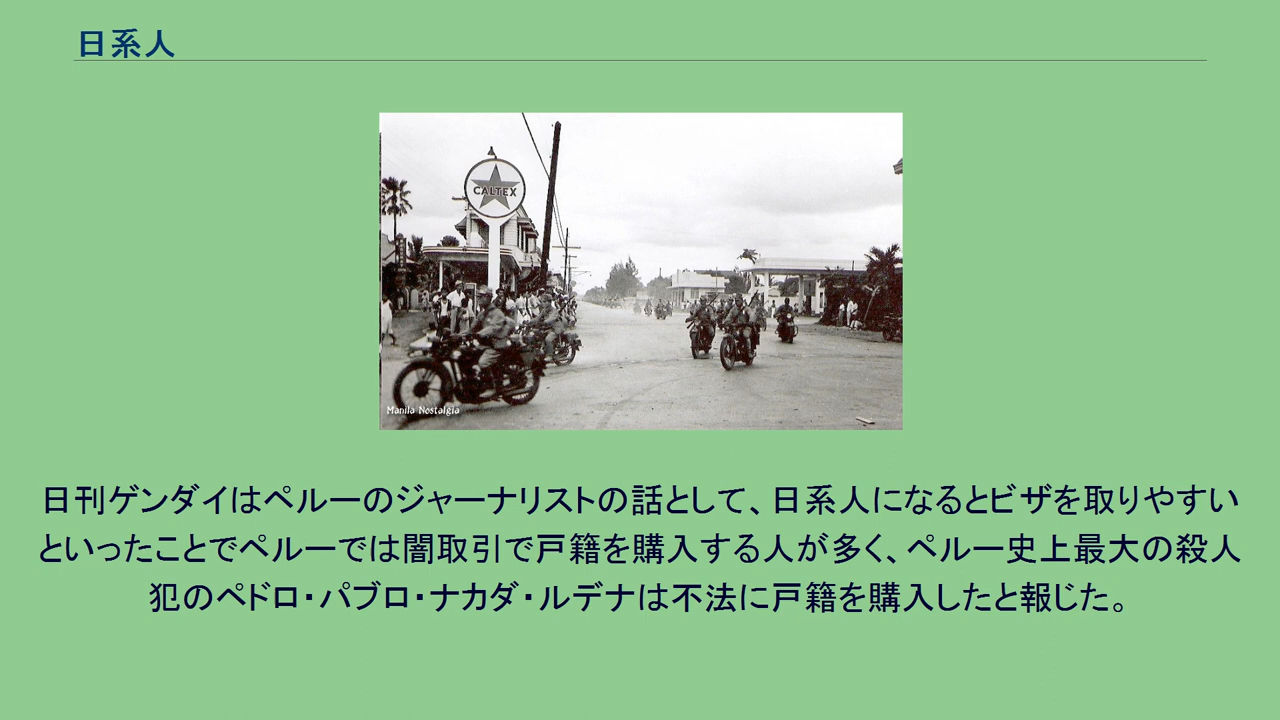 日系人
CALTEX
Manila Nostalgia
日刊ゲンダイはペルーのジャーナリストの話として、日系人になるとビザを取りやすい
といったことでペルーでは闇取引で戸籍を購入する人が多く、ペルー史上最大の殺人
犯のペドロ・パブロ・ナカダ・ルデナは不法に戸籍を購入したと報じた。